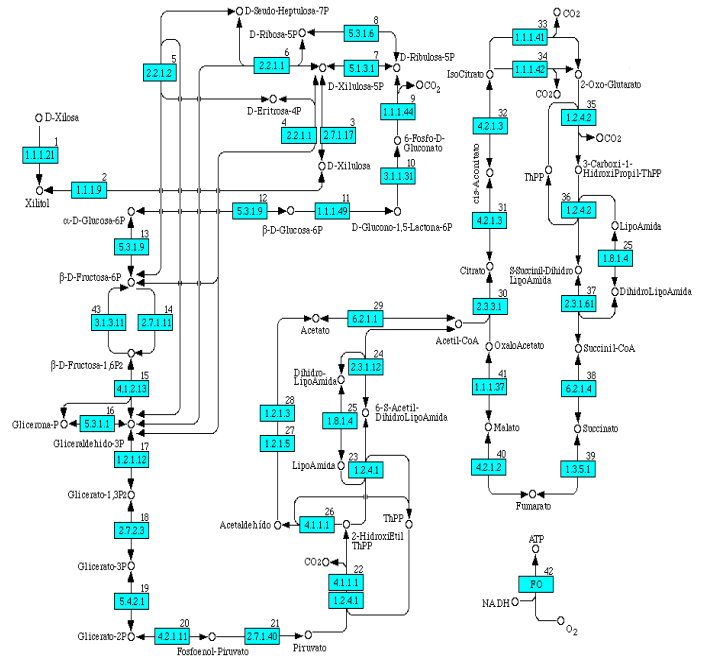 D-Seudo-Heptulosa-7P
8
33
CO2
D-Ribosa-5P
5.3.1.6
1.1.1.41
6
7
D-Ribulosa-5P
34
5
2.2.1.2
2.2.1.1
5.1.3.1
IsoCitrato
1.1.1.42
2-Oxo-Glutarato
D-Xilulosa-5P
CO2
CO2
9
35
D-Eritrosa-4P
1.1.1.44
1.2.4.2
D-Xilosa
4
3
32
CO2
1
2.2.1.1
2.7.1.17
6-Fosfo-D-Gluconato
4.2.1.3
1.1.1.21
10
3-Carboxi-1-
HidroxiPropil-ThPP
2
D-Xilulosa
3.1.1.31
ThPP
1.1.1.9
cis-Aconitato
Xilitol
36
12
11
31
1.2.4.2
α-D-Glucosa-6P
5.3.1.9
1.1.1.49
4.2.1.3
LipoAmida
β-D-Glucosa-6P
D-Glucono-1,5-Lactona-6P
13
25
5.3.1.9
1.8.1.4
Citrato
S-Succinil-Dihidro
LipoAmida
β-D-Fructosa-6P
DihidroLipoAmida
30
37
43
14
29
2.3.3.1
2.3.1.61
3.1.3.11
2.7.1.11
Acetato
6.2.1.1
Acetil-CoA
OxaloAcetato
Succinil-CoA
β-D-Fructosa-1,6P2
24
Dihidro-
LipoAmida
2.3.1.12
15
41
38
4.1.2.13
1.1.1.37
6.2.1.4
28
16
1.2.1.3
25
6-S-Acetil-
DihidroLipoAmida
Glicerona-P
5.3.1.1
27
1.8.1.4
Malato
Succinato
Gliceraldehido-3P
1.2.1.5
17
40
39
1.2.1.12
LipoAmida
23
4.2.1.2
1.3.5.1
1.2.4.1
Glicerato-1,3P2
Fumarato
26
18
Acetaldehído
4.1.1.1
ThPP
2.7.2.3
2-HidroxiEtil
ThPP
ATP
Glicerato-3P
CO2
22
42
4.1.1.1
FO
19
5.4.2.1
1.2.4.1
NADH
20
21
O2
Glicerato-2P
4.2.1.11
2.7.1.40
Piruvato
Fosfoenol-Piruvato